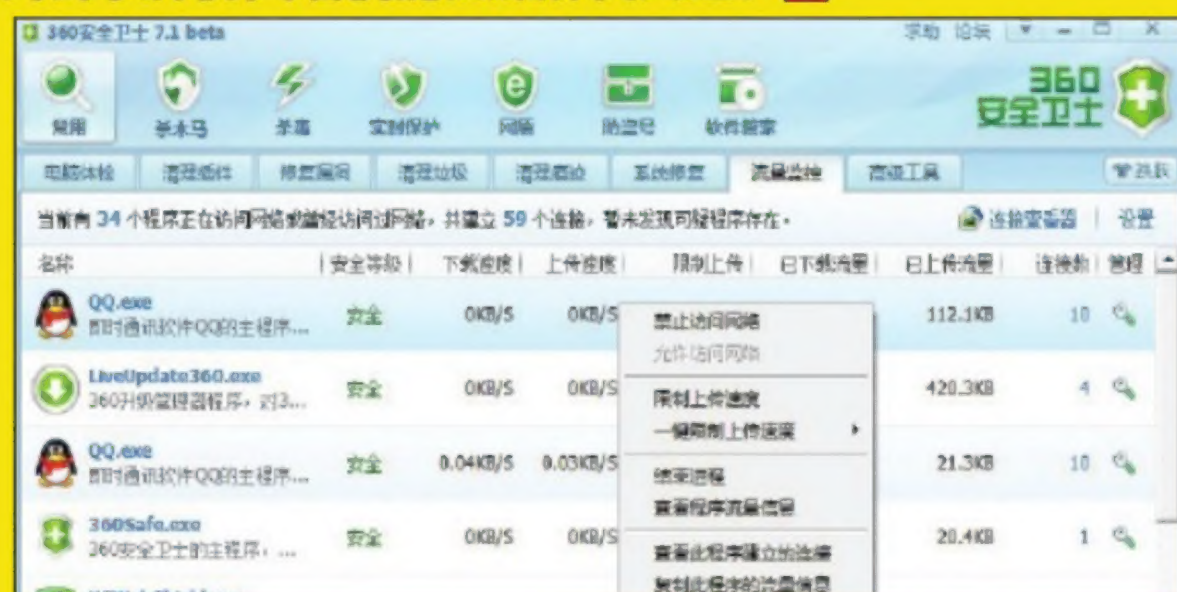 360安全卫士 7.1 beta
求助 论坛
360
安全卫士
常用 杀木马 杀毒 实时保护 网盾 防盗号 软件管家
电脑体检 清理插件 修复漏洞 清理垃圾 清理痕迹 系统修复 流量监控 高级工具
当前有 34 个程序正在访问网络或曾经访问过网络，并建立 59 个连接，暂未发现可疑程序存在。 连接查看器 设置
名称 安全等级 下载速度 上传速度 限制上传 已下载流量 已上传流量 连接数 管理
QQ.exe
即时通讯软件QQ的主程序... 安全 0KB/S 0KB/S 112.1KB 10
禁止访问网络
允许访问网络
LiveUpdate360.exe
360升级管理器程序，对3... 安全 0KB/S 0KB/S 420.3KB 4
限制上传速度
一键限制上传速度
QQ.exe
即时通讯软件QQ的主程序... 安全 0.04KB/S 0.03KB/S 21.3KB 10
结束进程
查看程序流量信息
360Safe.exe
360安全卫士的主程序，... 安全 0KB/S 0KB/S 20.4KB 1
查看此程序建立的连接
复制此程序的流量信息